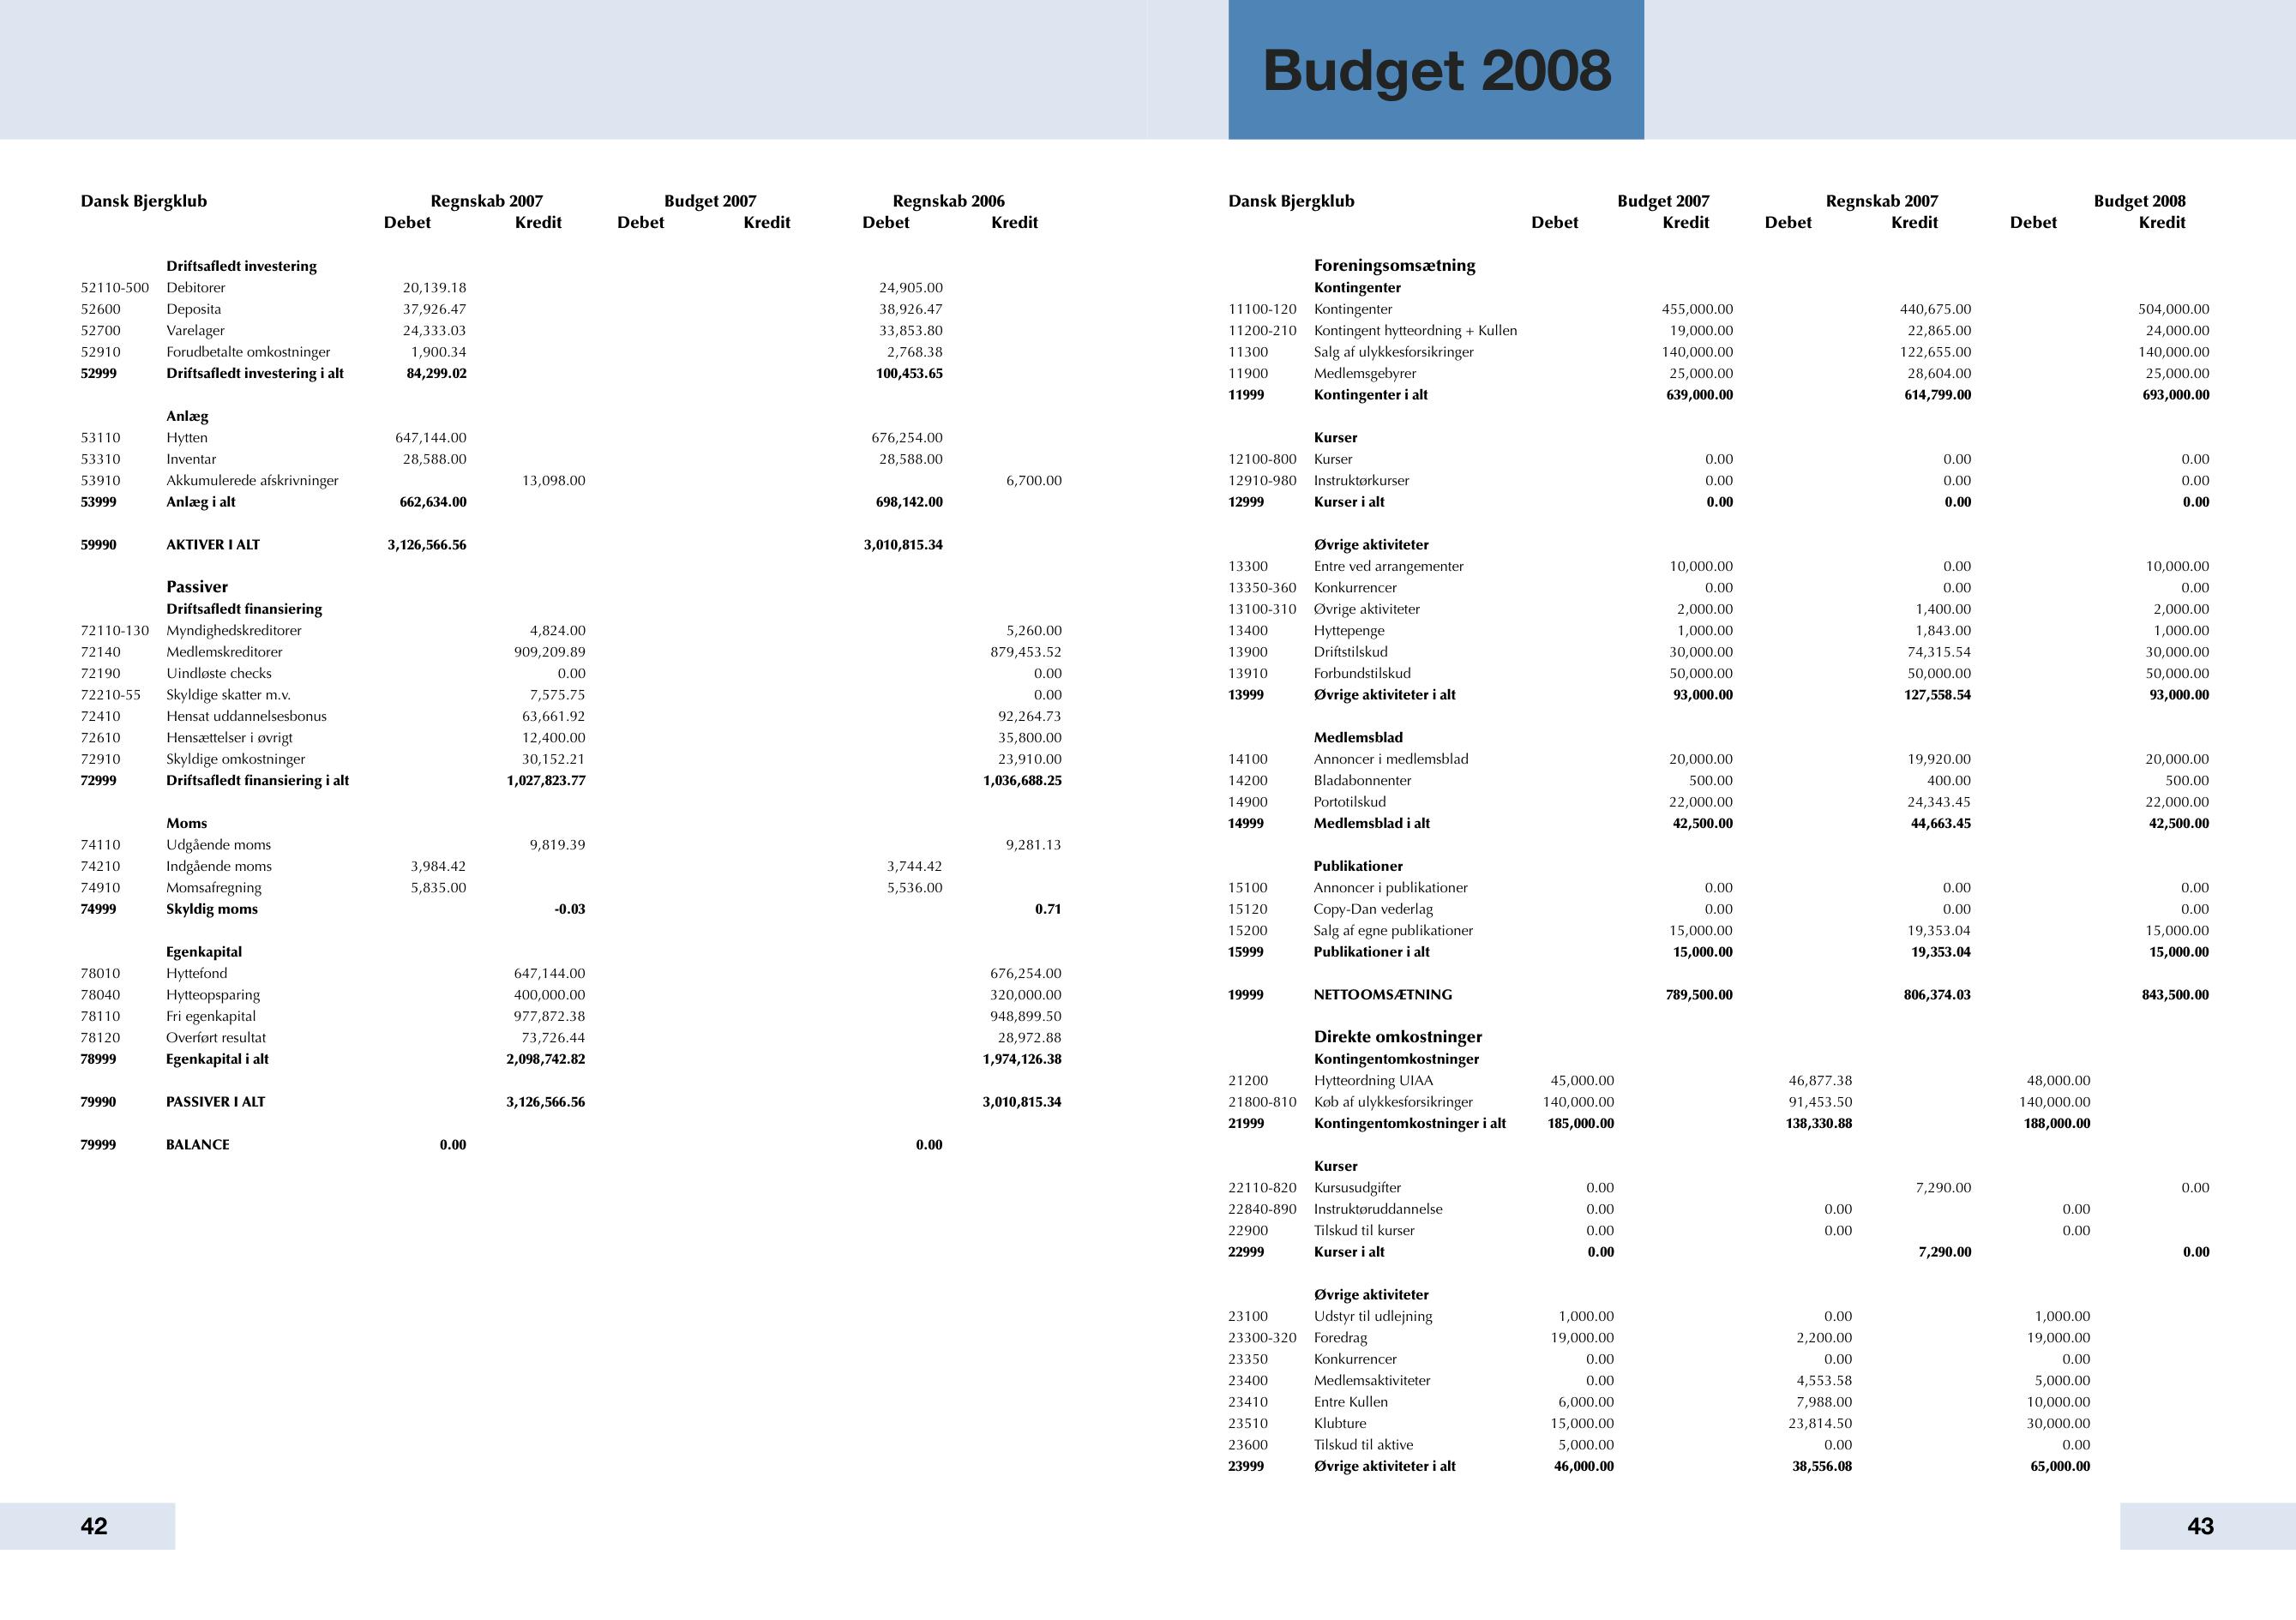 Budget 2008
Dansk Bjergklub Regnskab 2007 Budget 2007 Regnskab 2006
Debet Kredit Debet Kredit Debet Kredit
Driftsafledt investering
52110-500 Debitorer 20,139.18 24,905.00
52600 Deposita 37,926.47 38,926.47
52700 Varelager 24,333.03 33,853.80
52910 Forudbetalte omkostninger 1,900.34 2,768.38
52999 Driftsafledt investering i alt 84,299.02 100,453.65
Anlæg
53110 Hytten 647,144.00 676,254.00
53310 Inventar 28,588.00 28,588.00
53910 Akkumulerede afskrivninger 13,098.00 6,700.00
53999 Anlæg i alt 662,634.00 698,142.00
59990 AKTIVER I ALT 3,126,566.56 3,010,815.34
Passiver
Driftsafledt finansiering
72110-130 Myndighedskreditorer 4,824.00 5,260.00
72140 Medlemskreditorer 909,209.89 879,453.52
72190 Uindløste checks 0.00 0.00
72210-55 Skyldige skatter m.v. 7,575.75 0.00
72410 Hensat uddannelsesbonus 63,661.92 92,264.73
72610 Hensættelser i øvrigt 12,400.00 35,800.00
72910 Skyldige omkostninger 30,152.21 23,910.00
72999 Driftsafledt finansiering i alt 1,027,823.77 1,036,688.25
Moms
74110 Udgående moms 9,819.39 9,281.13
74210 Indgående moms 3,984.42 3,744.42
74910 Momsafregning 5,835.00 5,536.00
74999 Skyldig moms -0.03 0.71
Egenkapital
78010 Hyttefond 647,144.00 676,254.00
78040 Hytteopsparing 400,000.00 320,000.00
78110 Fri egenkapital 977,872.38 948,899.50
78120 Overført resultat 73,726.44 28,972.88
78999 Egenkapital i alt 2,098,742.82 1,974,126.38
79990 PASSIVER I ALT 3,126,566.56 3,010,815.34
79999 BALANCE 0.00 0.00
42
Dansk Bjergklub Budget 2007 Regnskab 2007 Budget 2008
Debet Kredit Debet Kredit Debet Kredit
Foreningsomsætning
Kontingenter
11100-120 Kontingenter 455,000.00 440,675.00 504,000.00
11200-210 Kontingent hytteordning + Kullen 19,000.00 22,865.00 24,000.00
11300 Salg af ulykkesforsikringer 140,000.00 122,655.00 140,000.00
11900 Medlemsgebyrer 25,000.00 28,604.00 25,000.00
11999 Kontingenter i alt 639,000.00 614,799.00 693,000.00
Kurser
12100-800 Kurser 0.00 0.00 0.00
12910-980 Instruktørkurser 0.00 0.00 0.00
12999 Kurser i alt 0.00 0.00 0.00
Øvrige aktiviteter
13300 Entre ved arrangementer 10,000.00 0.00 10,000.00
13350-360 Konkurrencer 0.00 0.00 0.00
13100-310 Øvrige aktiviteter 2,000.00 1,400.00 2,000.00
13400 Hyttepenge 1,000.00 1,843.00 1,000.00
13900 Driftstilskud 30,000.00 74,315.54 30,000.00
13910 Forbundstilskud 50,000.00 50,000.00 50,000.00
13999 Øvrige aktiviteter i alt 93,000.00 127,558.54 93,000.00
Medlemsblad
14100 Annoncer i medlemsblad 20,000.00 19,920.00 20,000.00
14200 Bladabonnenter 500.00 400.00 500.00
14900 Portotilskud 22,000.00 24,343.45 22,000.00
14999 Medlemsblad i alt 42,500.00 44,663.45 42,500.00
Publikationer
15100 Annoncer i publikationer 0.00 0.00 0.00
15120 Copy-Dan vederlag 0.00 0.00 0.00
15200 Salg af egne publikationer 15,000.00 19,353.04 15,000.00
15999 Publikationer i alt 15,000.00 19,353.04 15,000.00
19999 NETTOOMSÆTNING 789,500.00 806,374.03 843,500.00
Direkte omkostninger
Kontingentomkostninger
21200 Hytteordning UIAA 45,000.00 46,877.38 48,000.00
21800-810 Køb af ulykkesforsikringer 140,000.00 91,453.50 140,000.00
21999 Kontingentomkostninger i alt 185,000.00 138,330.88 188,000.00
Kurser
22110-820 Kursusudgifter 0.00 7,290.00 0.00
22840-890 Instruktøruddannelse 0.00 0.00 0.00
22900 Tilskud til kurser 0.00 0.00 0.00
22999 Kurser i alt 0.00 7,290.00 0.00
Øvrige aktiviteter
23100 Udstyr til udlejning 1,000.00 0.00 1,000.00
23300-320 Foredrag 19,000.00 2,200.00 19,000.00
23350 Konkurrencer 0.00 0.00 0.00
23400 Medlemsaktiviteter 0.00 4,553.58 5,000.00
23410 Entre Kullen 6,000.00 7,988.00 10,000.00
23510 Klubture 15,000.00 23,814.50 30,000.00
23600 Tilskud til aktive 5,000.00 0.00 0.00
23999 Øvrige aktiviteter i alt 46,000.00 38,556.08 65,000.00
43